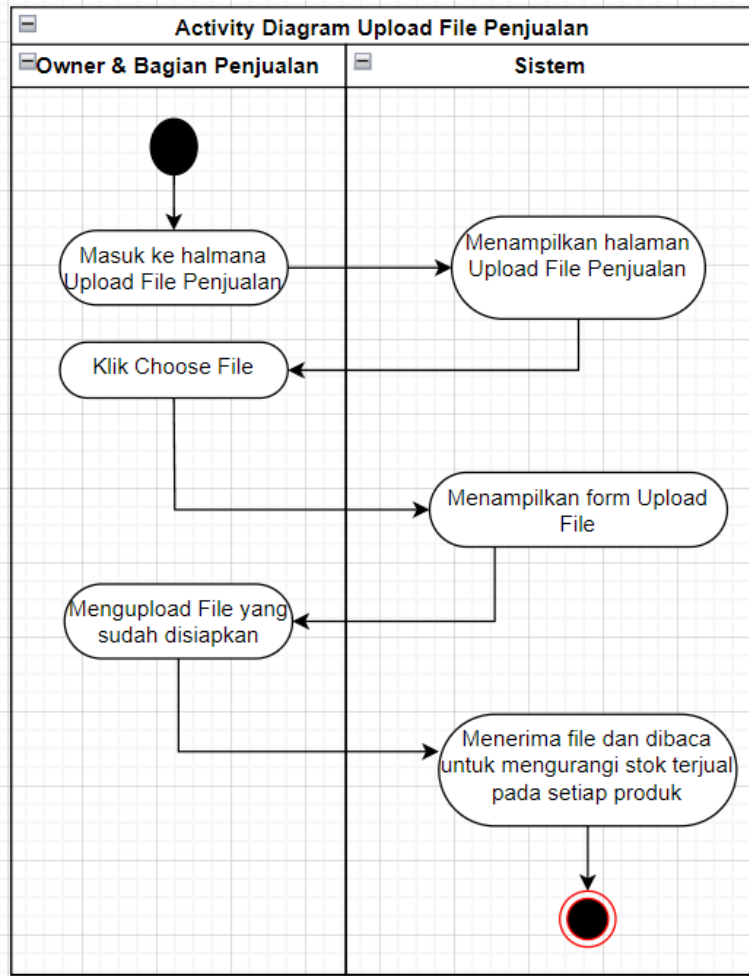 Activity Diagram Upload File Penjualan
Owner & Bagian Penjualan
Sistem
Masuk ke halmana
Upload File Penjualan
Menampilkan halaman
Upload File Penjualan
Klik Choose File
Menampilkan form Upload
File
Mengupload File yang
sudah disiapkan
Menerima file dan dibaca
untuk mengurangi stok terjual
pada setiap produk